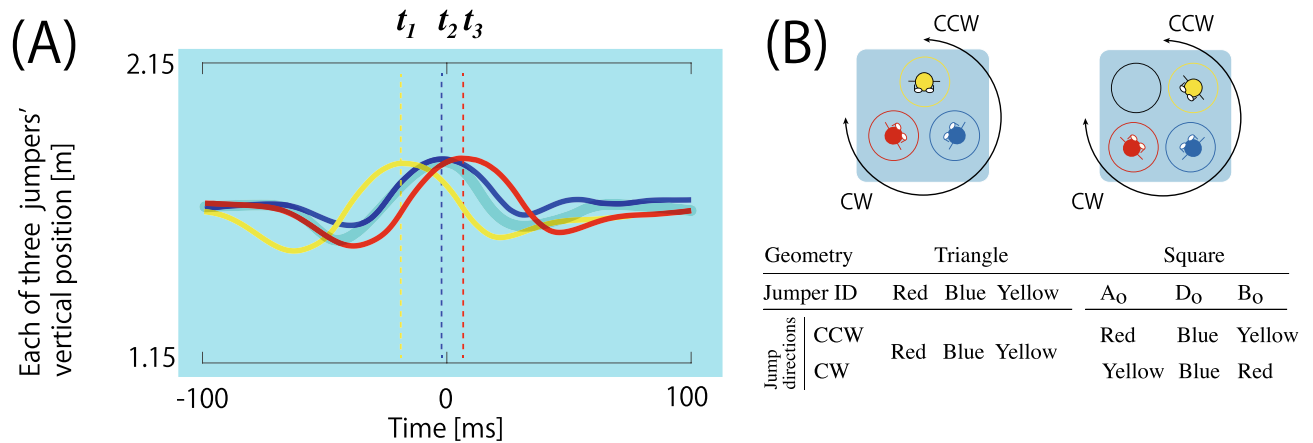 (A)
t1 t2 t3
2.15
Each of three jumpers’
vertical position [m]
1.15
-100 0 100
Time [ms]
(B)
CCW CCW
CW CW
Geometry Triangle Square
Jumper ID Red Blue Yellow Ao Do Bo
Jump
directions
CCW Red Blue Yellow
Red Blue Yellow
CW Yellow Blue Red